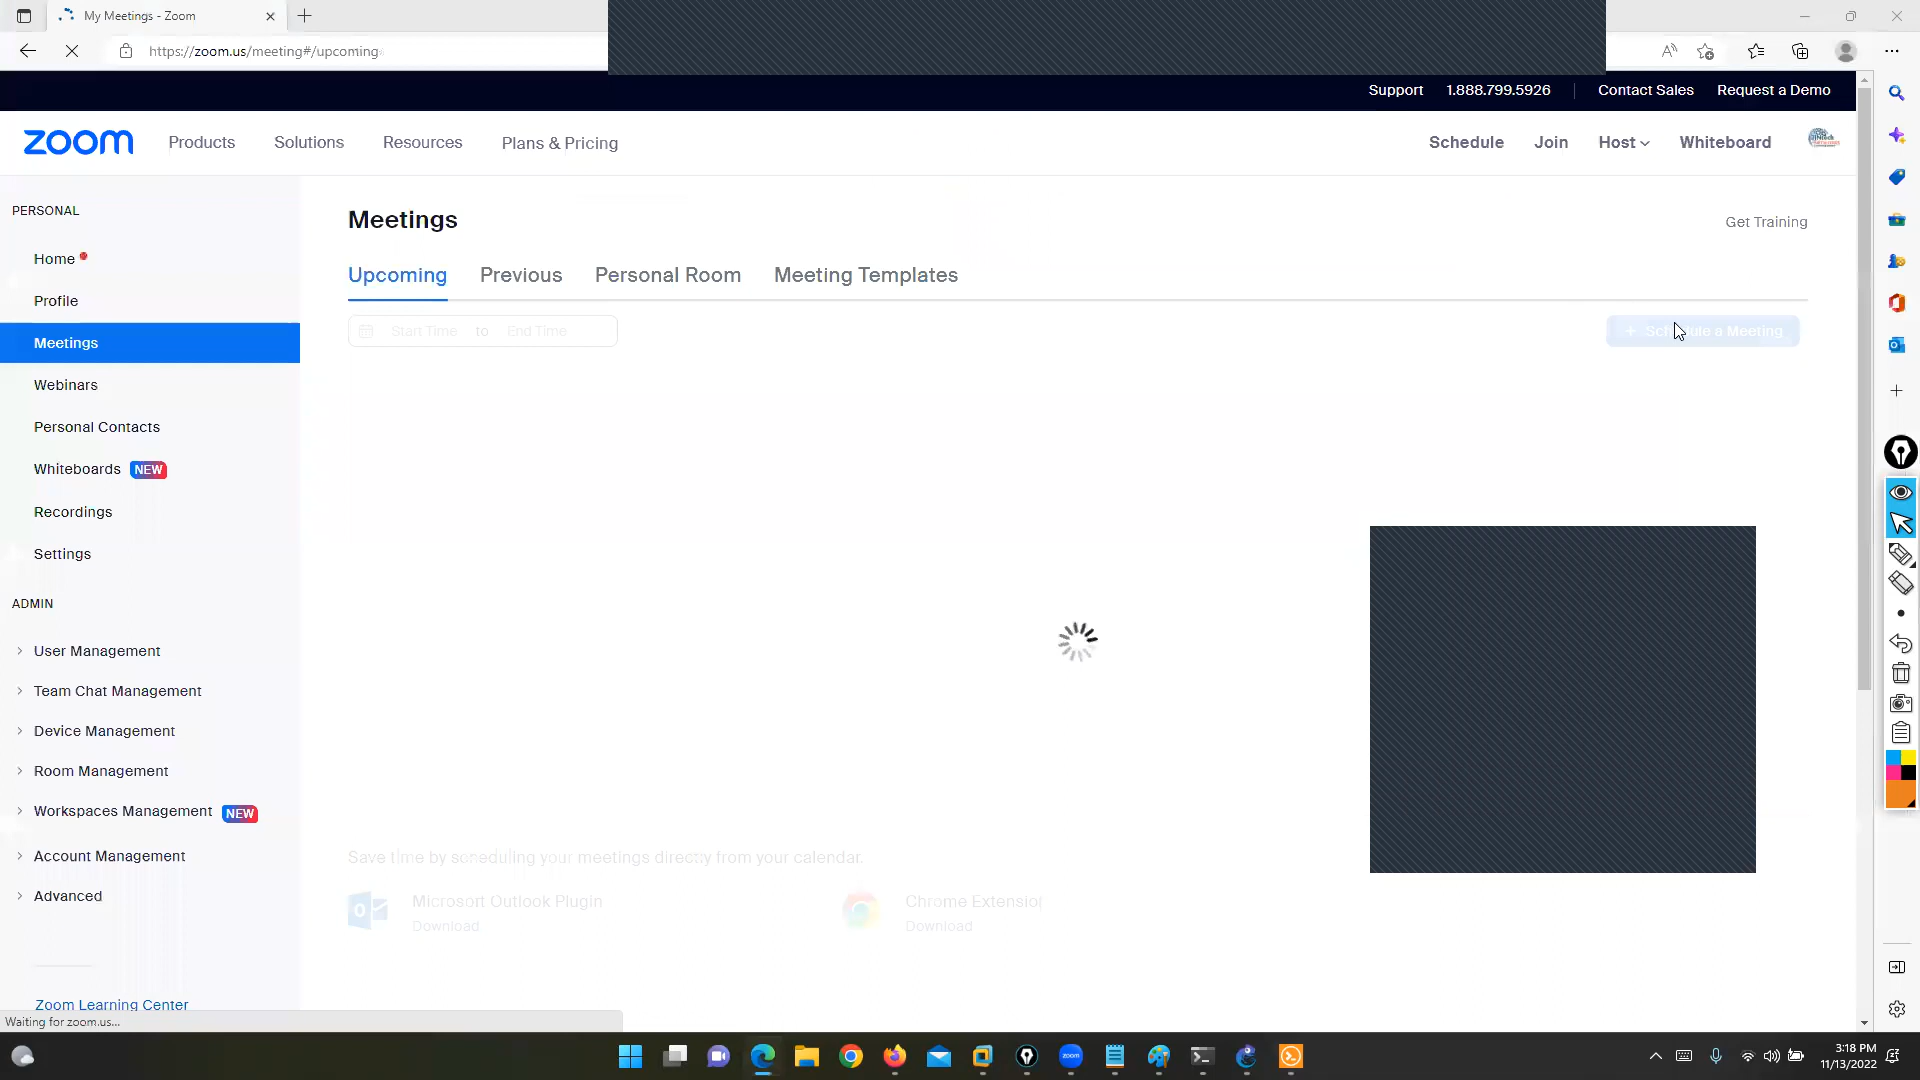 My Meetings - Zoom
https://zoom.us/meeting#/upcoming
Support 1.888.799.5926 Contact Sales Request a Demo
zoom Products Solutions Resources Plans & Pricing Schedule Join Host Whiteboard
PERSONAL
Home
Profile
Meetings
Webinars
Personal Contacts
Whiteboards NEW
Recordings
Settings
ADMIN
User Management
Team Chat Management
Device Management
Room Management
Workspaces Management NEW
Account Management
Advanced
Zoom Learning Center
Waiting for zoom.us...
Meetings
Get Training
Upcoming Previous Personal Room Meeting Templates
Start Time to End Time
+ Schedule a Meeting
Save time by scheduling your meetings directly from your calendar.
Microsoft Outlook Plugin
Download
Chrome Extension
Download
zoom
3:18 PM
11/13/2022